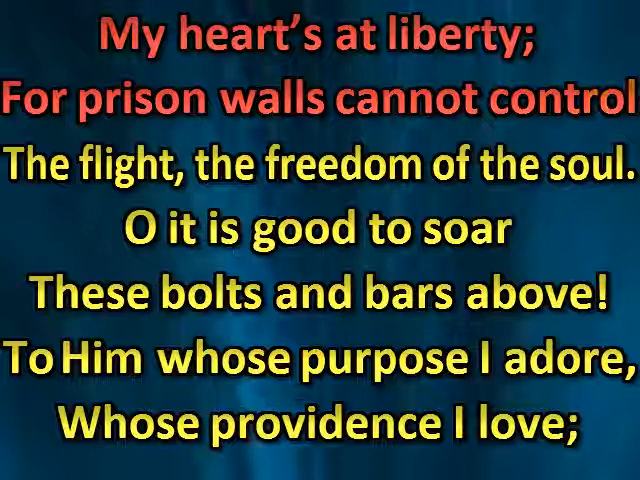 My heart's at liberty;
For prison walls cannot control
The flight, the freedom of the soul.
O it is good to soar
These bolts and bars above!
To Him whose purpose I adore,
Whose providence I love;